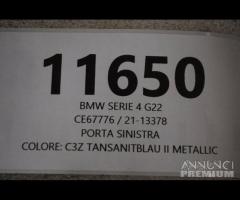 11650
BMW SERIE 4 G22
CE67776 / 21-13378
PORTA SINISTRA
COLORE: C3Z TANSANITBLAU II METALLIC
ANNUNCI
PREMIUM